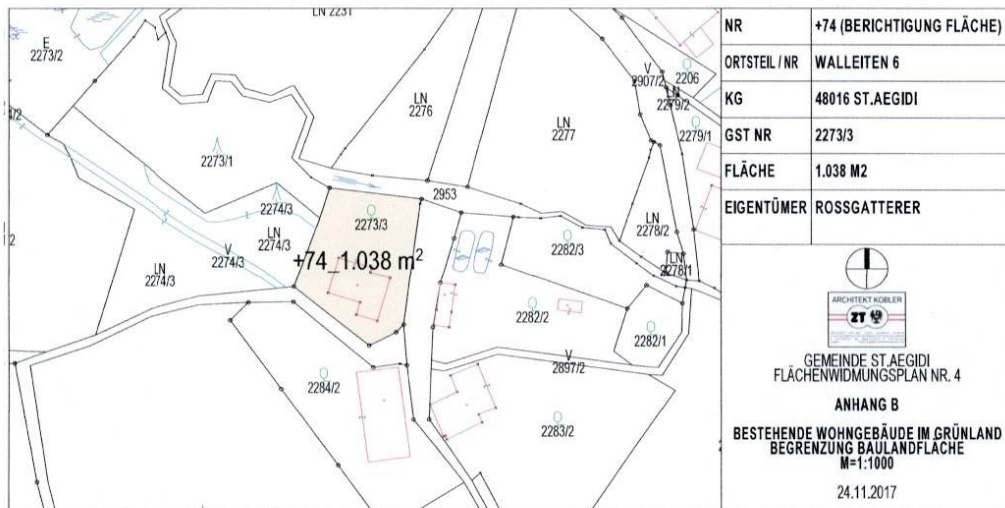 LN 2231
E
2273/2
LN
2276
LN
2277
V
2907/2
2206
LN
2279/2
2279/1
2273/1
2274/3
LN
2274/3
2273/3
2953
+74_1.038 m²
V
2274/3
LN
2274/3
2282/3
LN
2278/2
LN
2278/1
2282/2
2282/1
V
2897/2
2284/2
2283/2
NR +74 (BERICHTIGUNG FLÄCHE)
ORTSTEIL / NR WALLEITEN 6
KG 48016 ST.AEGIDI
GST NR 2273/3
FLÄCHE 1.038 M2
EIGENTÜMER ROSSGATTERER
ARCHITEKT KOBLER
ZT
GEMEINDE ST.AEGIDI
FLÄCHENWIDMUNGSPLAN NR. 4
ANHANG B
BESTEHENDE WOHNGEBÄUDE IM GRÜNLAND
BEGRENZUNG BAULANDFLÄCHE
M=1:1000
24.11.2017